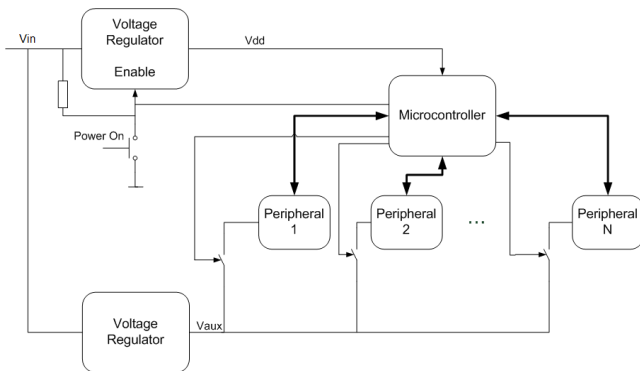 Vin
Voltage
Regulator
Enable
Vdd
Microcontroller
Power On
Peripheral
1
Peripheral
2
...
Peripheral
N
Voltage
Regulator
Vaux